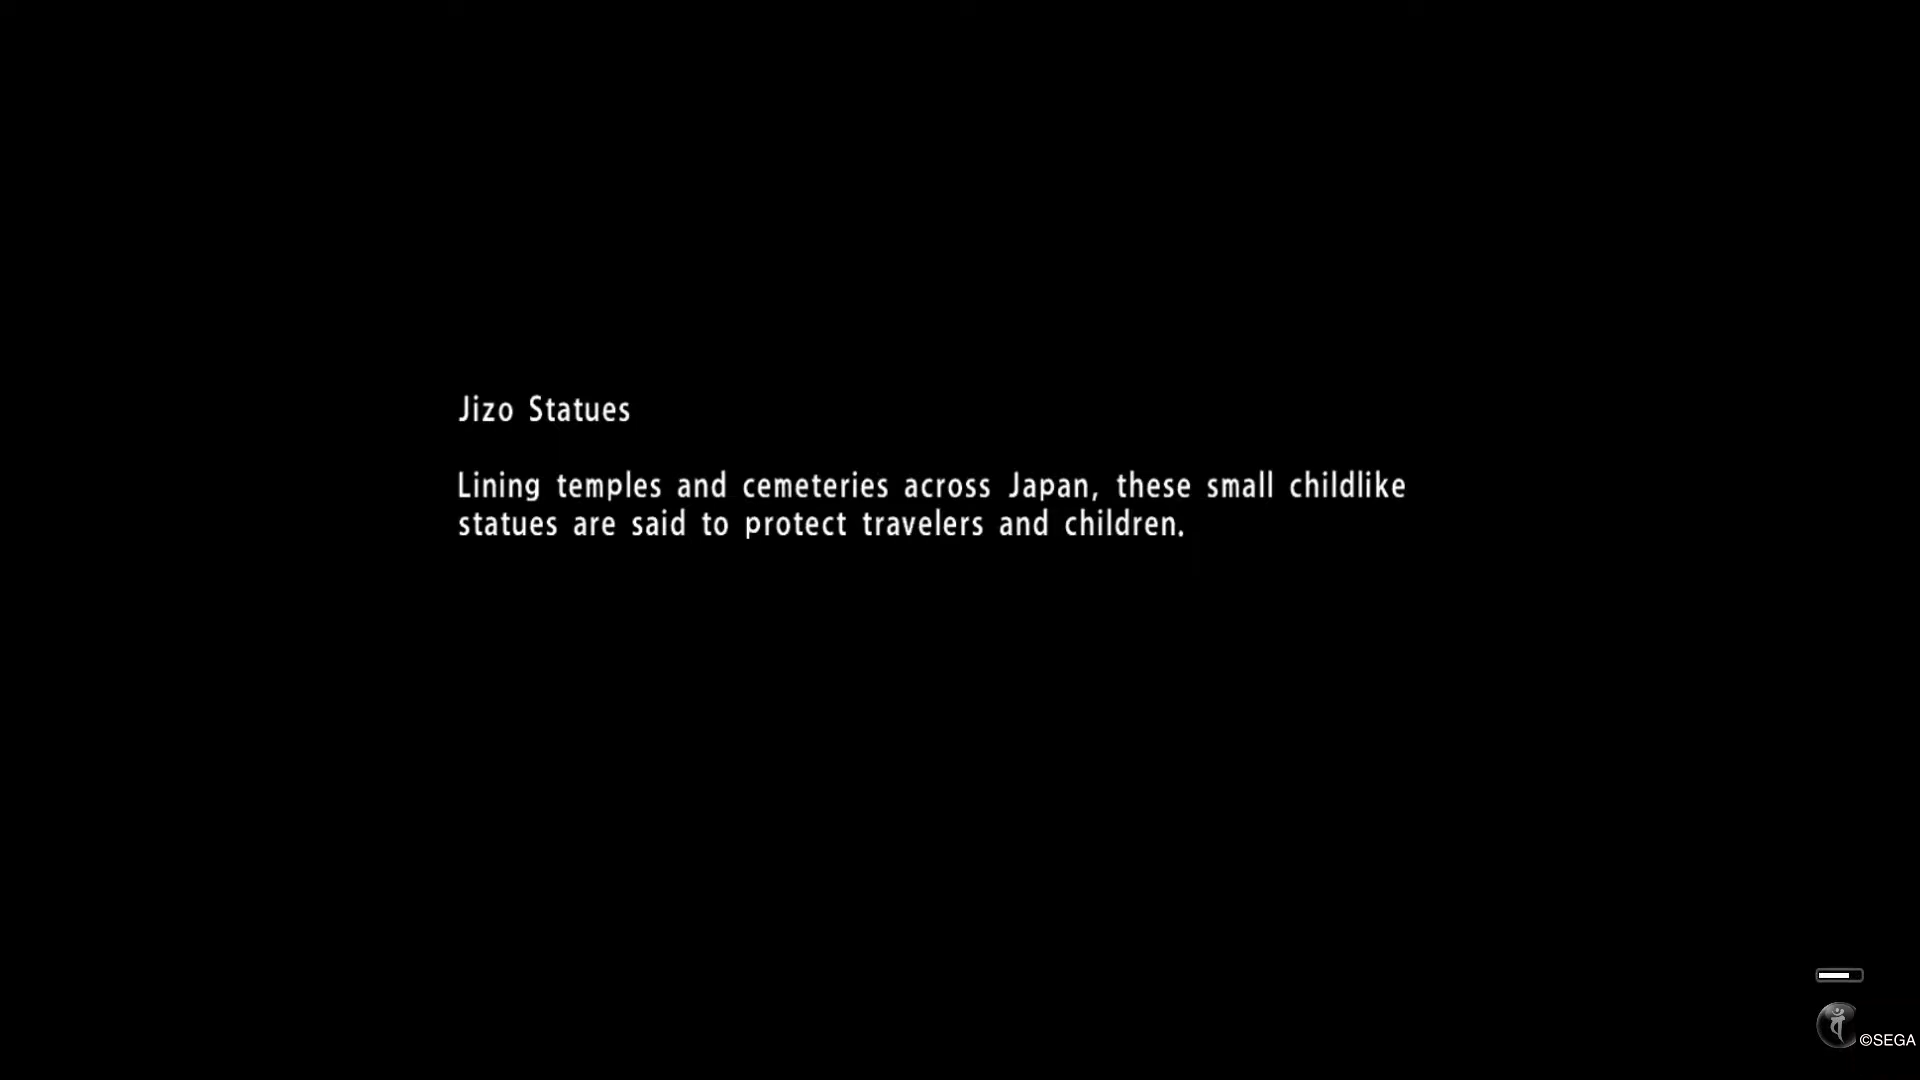 Jizo Statues
Lining temples and cemeteries across Japan, these small childlike
statues are said to protect travelers and children.
©SEGA